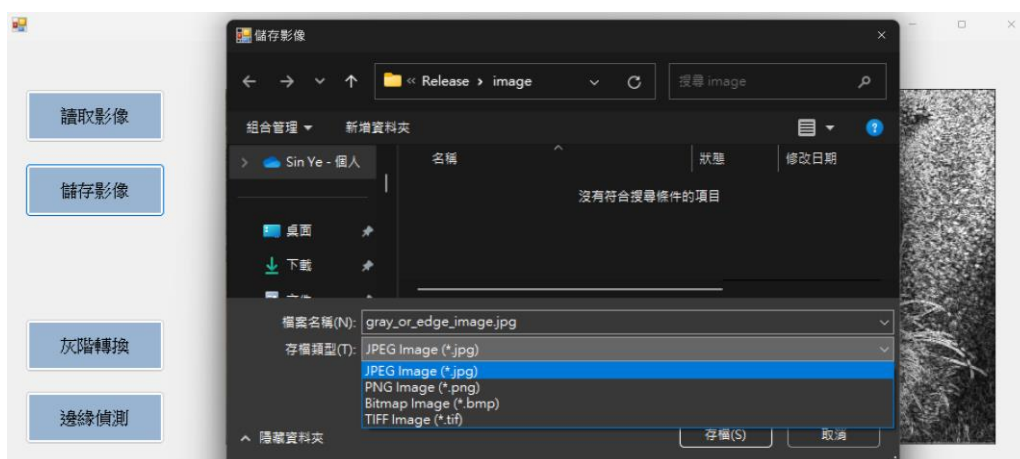 儲存影像
« Release › image
搜尋 image
讀取影像
組合管理
新增資料夾
Sin Ye - 個人
名稱
狀態
修改日期
儲存影像
沒有符合搜尋條件的項目
桌面
下載
檔案名稱(N): gray_or_edge_image.jpg
灰階轉換
存檔類型(T): JPEG Image (*.jpg)
JPEG Image (*.jpg)
PNG Image (*.png)
Bitmap Image (*.bmp)
TIFF Image (*.tif)
邊緣偵測
隱藏資料夾
存檔(S)
取消